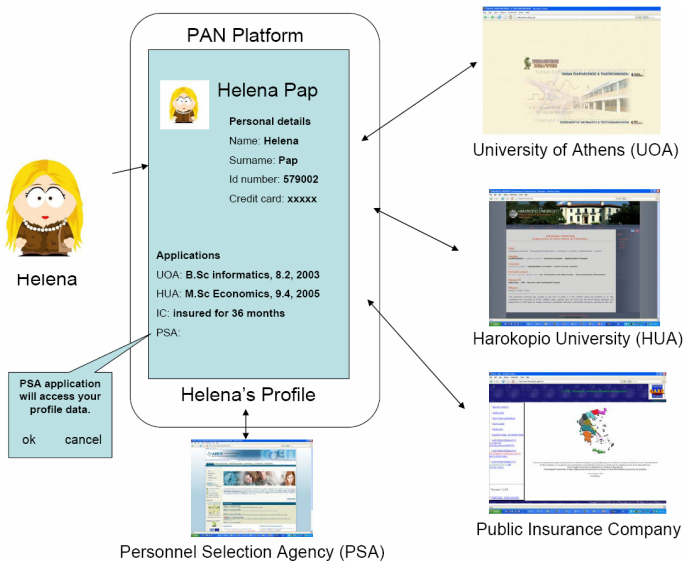 PAN Platform
Helena Pap
Personal details
Name: Helena
Surname: Pap
Id number: 579002
Credit card: xxxxx
Applications
UOA: B.Sc informatics, 8.2, 2003
HUA: M.Sc Economics, 9.4, 2005
IC: insured for 36 months
PSA:
Helena's Profile
Helena
PSA application
will access your
profile data.
ok cancel
University of Athens (UOA)
Harokopio University (HUA)
Public Insurance Company
Personnel Selection Agency (PSA)